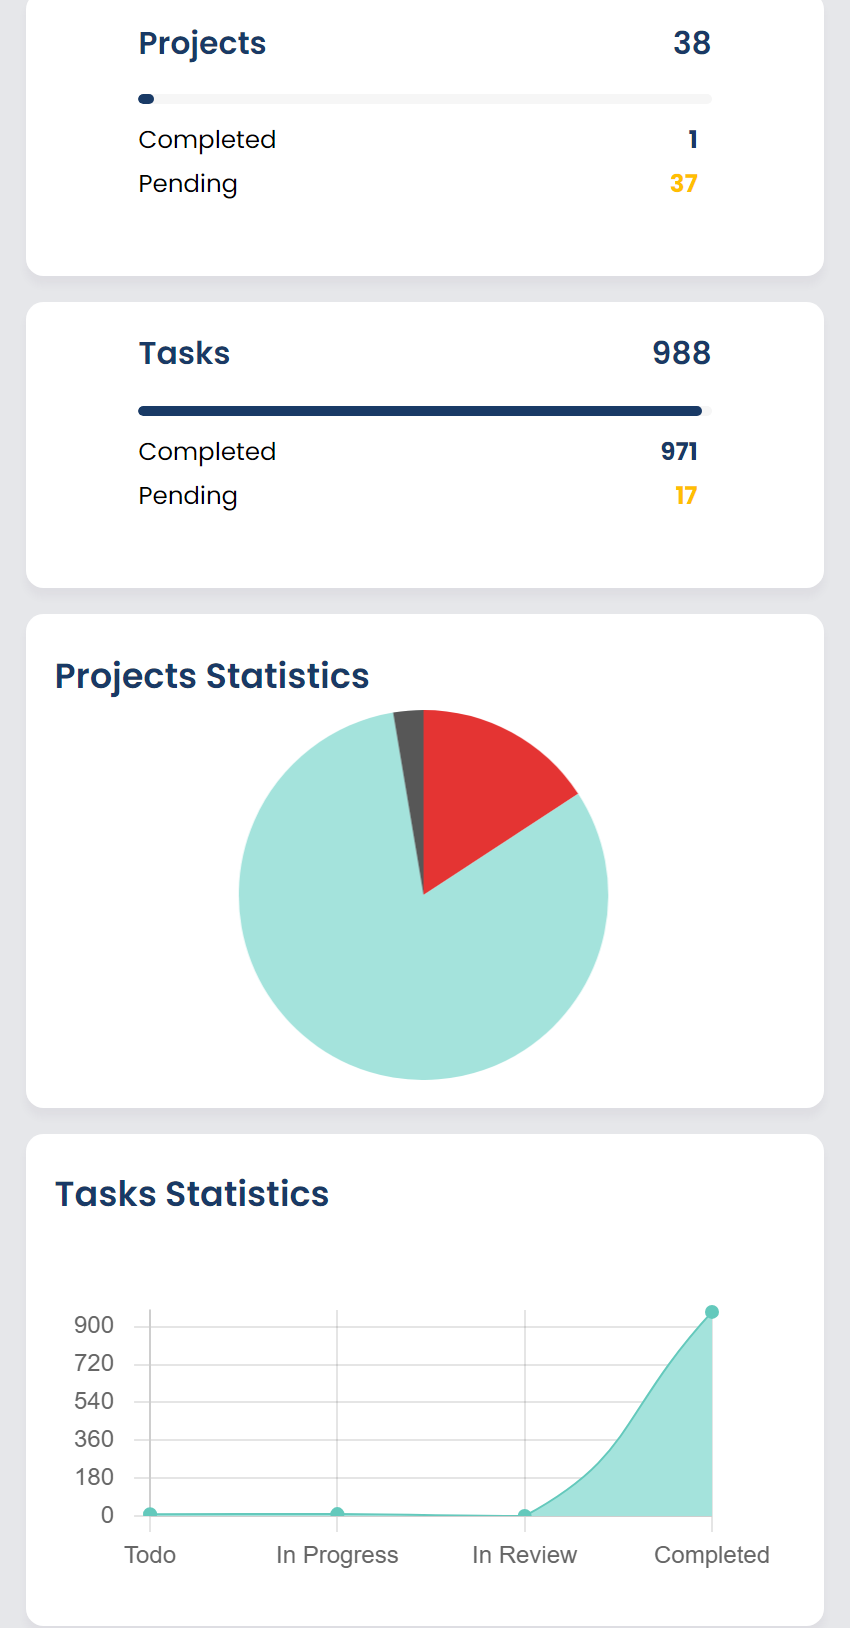 Projects 38
Completed 1
Pending 37
Tasks 988
Completed 971
Pending 17
Projects Statistics
Tasks Statistics
900
720
540
360
180
0
Todo In Progress In Review Completed